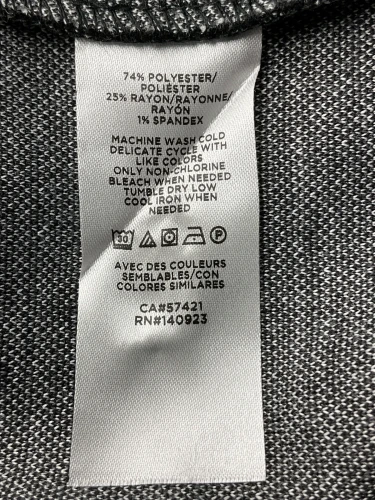 74% POLYESTER/
POLIÉSTER
25% RAYON/RAYONNE/
RAYÓN
1% SPANDEX
MACHINE WASH COLD
DELICATE CYCLE WITH
LIKE COLORS
ONLY NON-CHLORINE
BLEACH WHEN NEEDED
TUMBLE DRY LOW
COOL IRON WHEN
NEEDED
30 P
AVEC DES COULEURS
SEMBLABLES/CON
COLORES SIMILARES
CA#57421
RN#140923